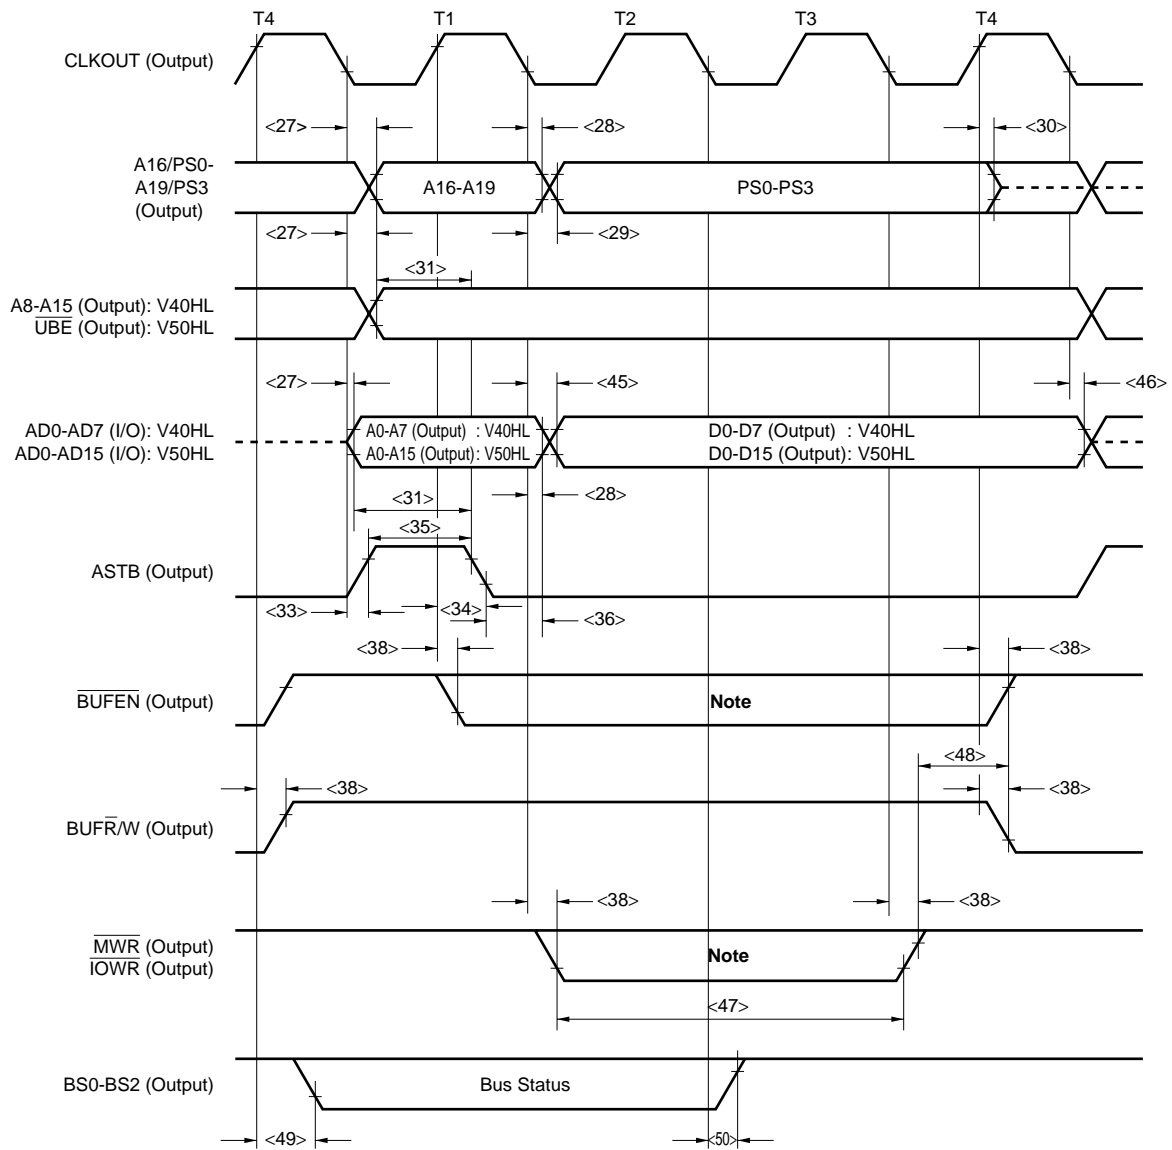 T4 T1 T2 T3 T4
CLKOUT (Output)
<27> <28> <30>
A16/PS0-
A19/PS3
(Output)
A16-A19 PS0-PS3
<27> <29>
<31>
A8-A15 (Output): V40HL
UBE (Output): V50HL
<27> <45> <46>
AD0-AD7 (I/O): V40HL
AD0-AD15 (I/O): V50HL
A0-A7 (Output) : V40HL
A0-A15 (Output): V50HL
D0-D7 (Output) : V40HL
D0-D15 (Output): V50HL
<31> <28>
<35>
ASTB (Output)
<33> <34> <36>
<38> <38>
BUFEN (Output)
Note
<48>
<38> <38>
BUFR/W (Output)
<38> <38>
MWR (Output)
IOWR (Output)
Note
<47>
BS0-BS2 (Output)
Bus Status
<49> <50>